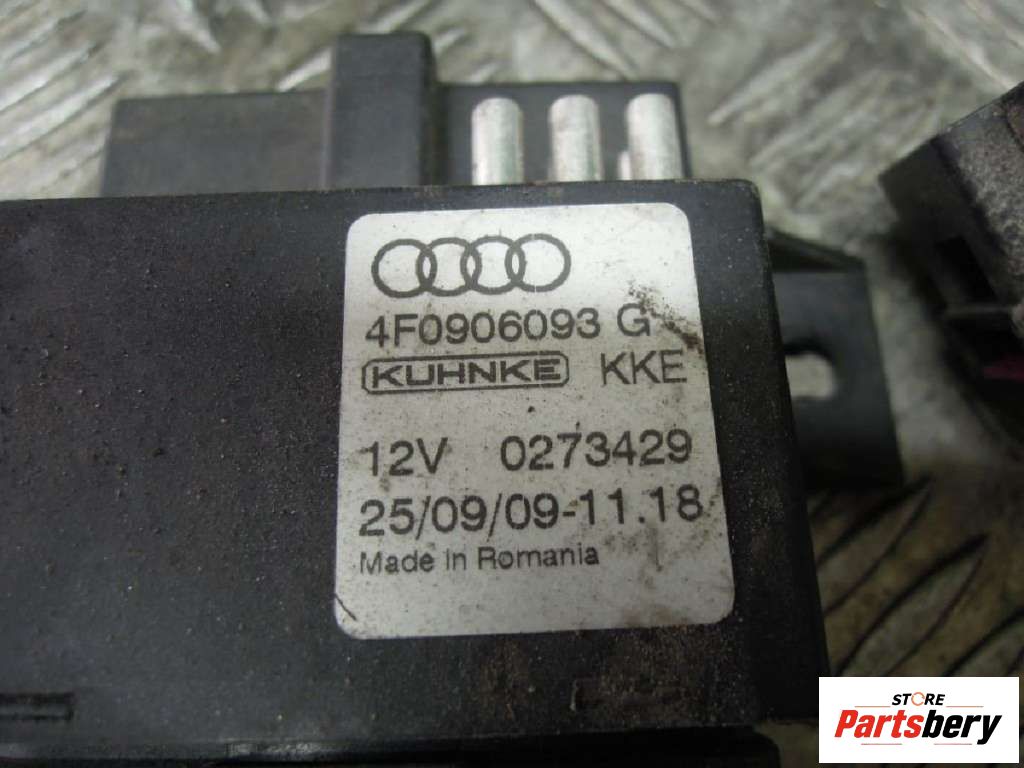 4F0906093 G
KUHNKE KKE
12V 0273429
25/09/09-11.18
Made in Romania
STORE
Partsbery